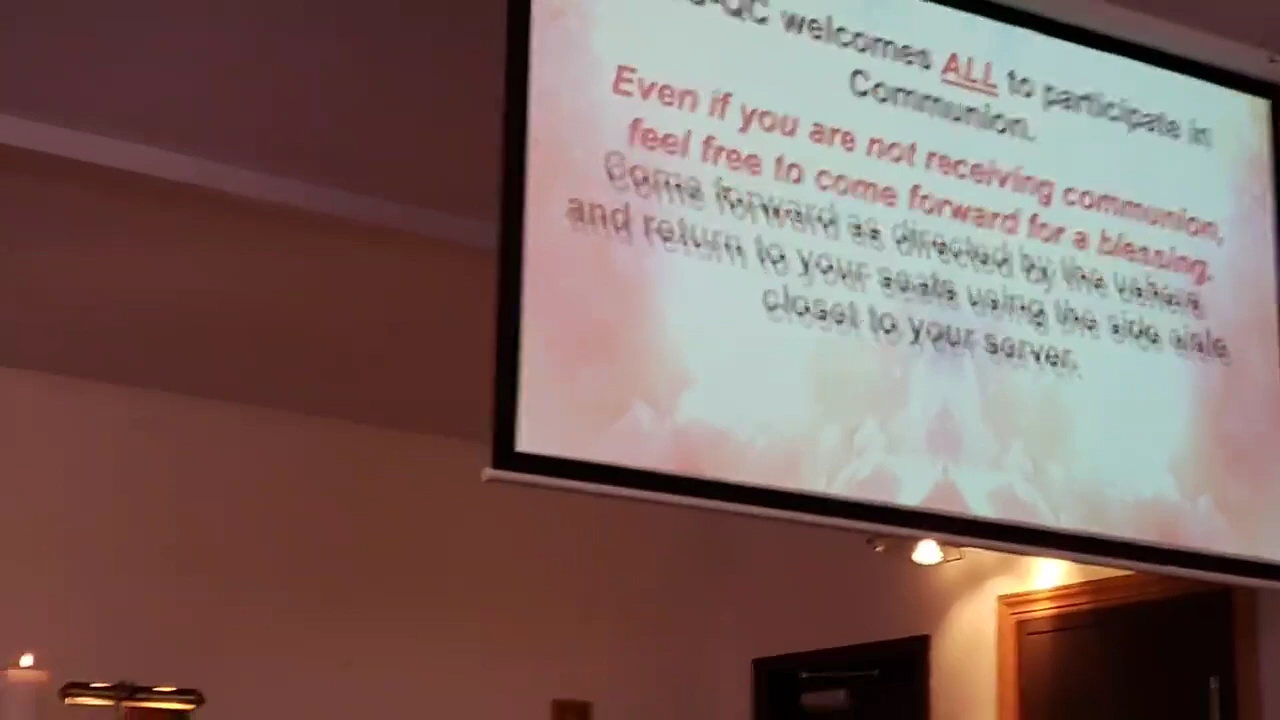 welcomes ALL to participate in
Communion.
Even if you are not receiving communion,
feel free to come forward for a blessing.
Come forward as directed by the ushers
and return to your seats using the side aisle
closet to your server.